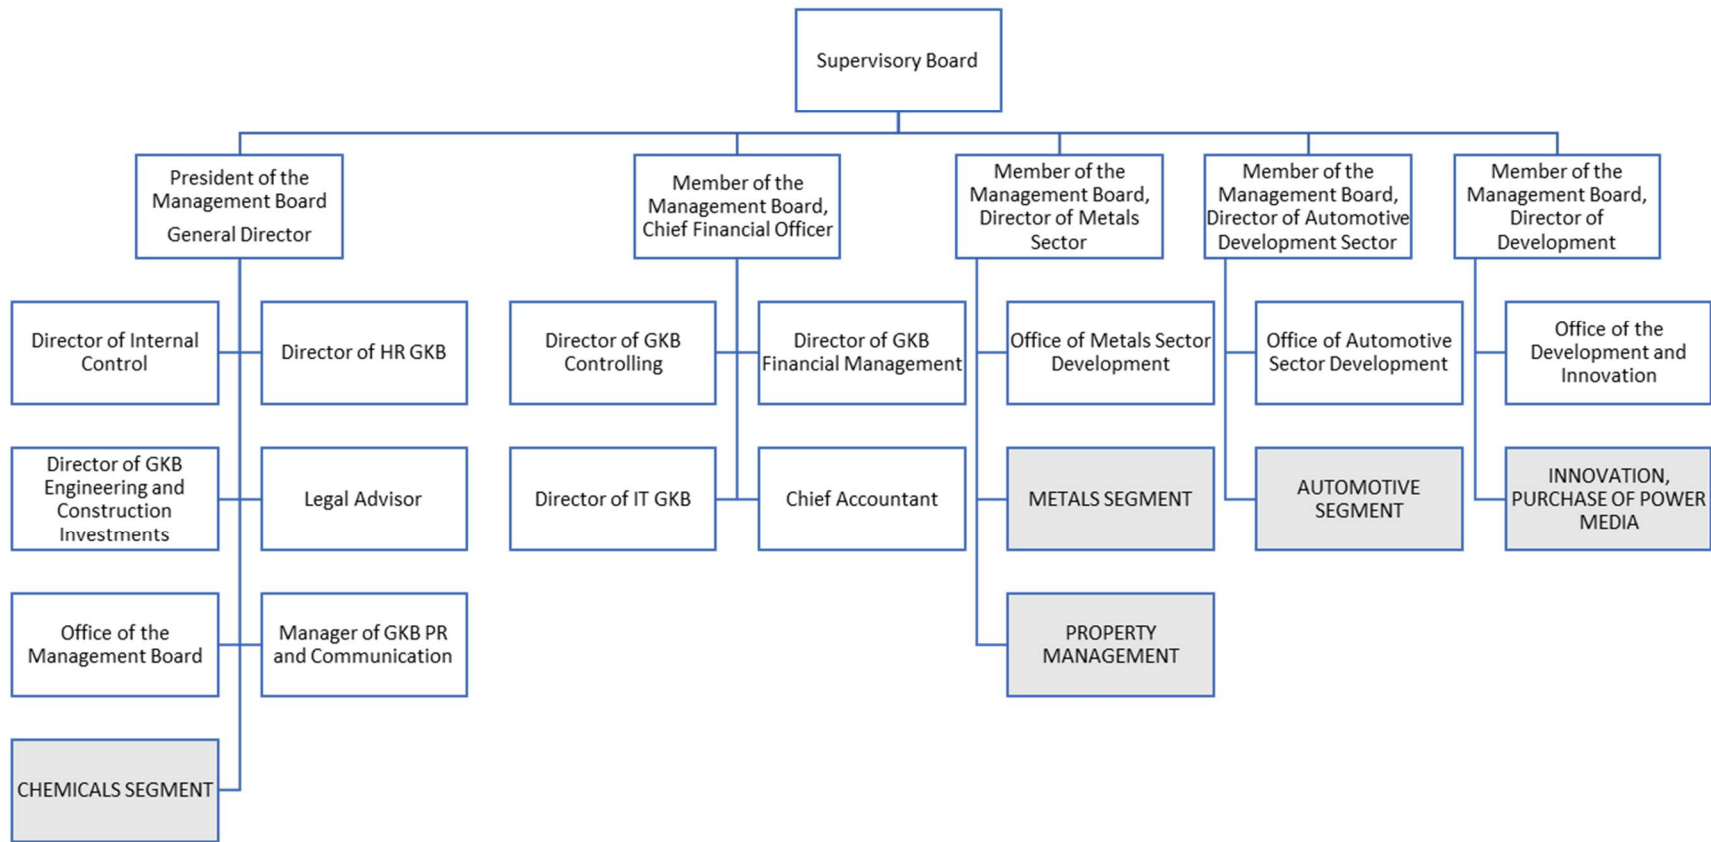 Supervisory Board
President of the
Management Board
General Director
Member of the
Management Board,
Chief Financial Officer
Member of the
Management Board,
Director of Metals
Sector
Member of the
Management Board,
Director of Automotive
Development Sector
Member of the
Management Board,
Director of
Development
Director of Internal
Control
Director of HR GKB
Director of GKB
Controlling
Director of GKB
Financial Management
Office of Metals Sector
Development
Office of Automotive
Sector Development
Office of the
Development and
Innovation
Director of GKB
Engineering and
Construction
Investments
Legal Advisor
Director of IT GKB
Chief Accountant
METALS SEGMENT
AUTOMOTIVE
SEGMENT
INNOVATION,
PURCHASE OF POWER
MEDIA
Office of the
Management Board
Manager of GKB PR
and Communication
PROPERTY
MANAGEMENT
CHEMICALS SEGMENT